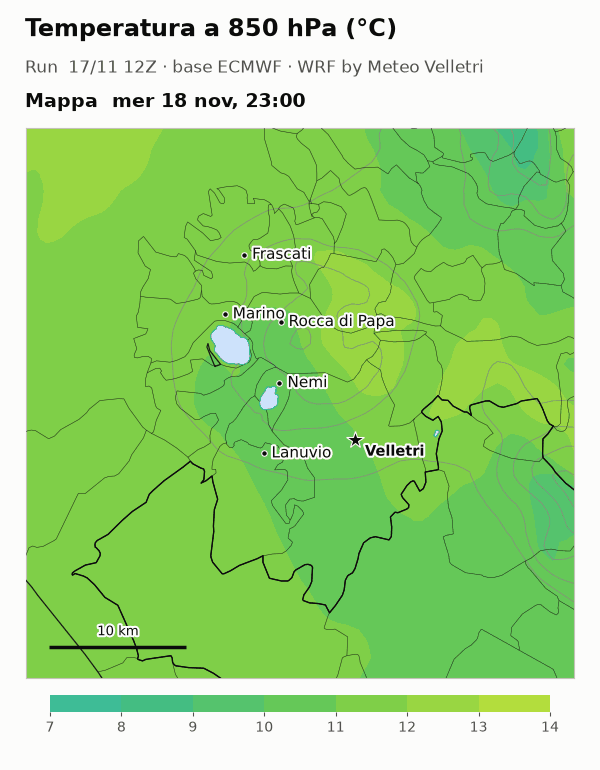 Temperatura a 850 hPa (°C)
Run  17/11 12Z · base ECMWF · WRF by Meteo Velletri
Mappa  mer 18 nov, 23:00
Frascati
Marino
Rocca di Papa
Nemi
Velletri
Lanuvio
10 km
7 8 9 10 11 12 13 14